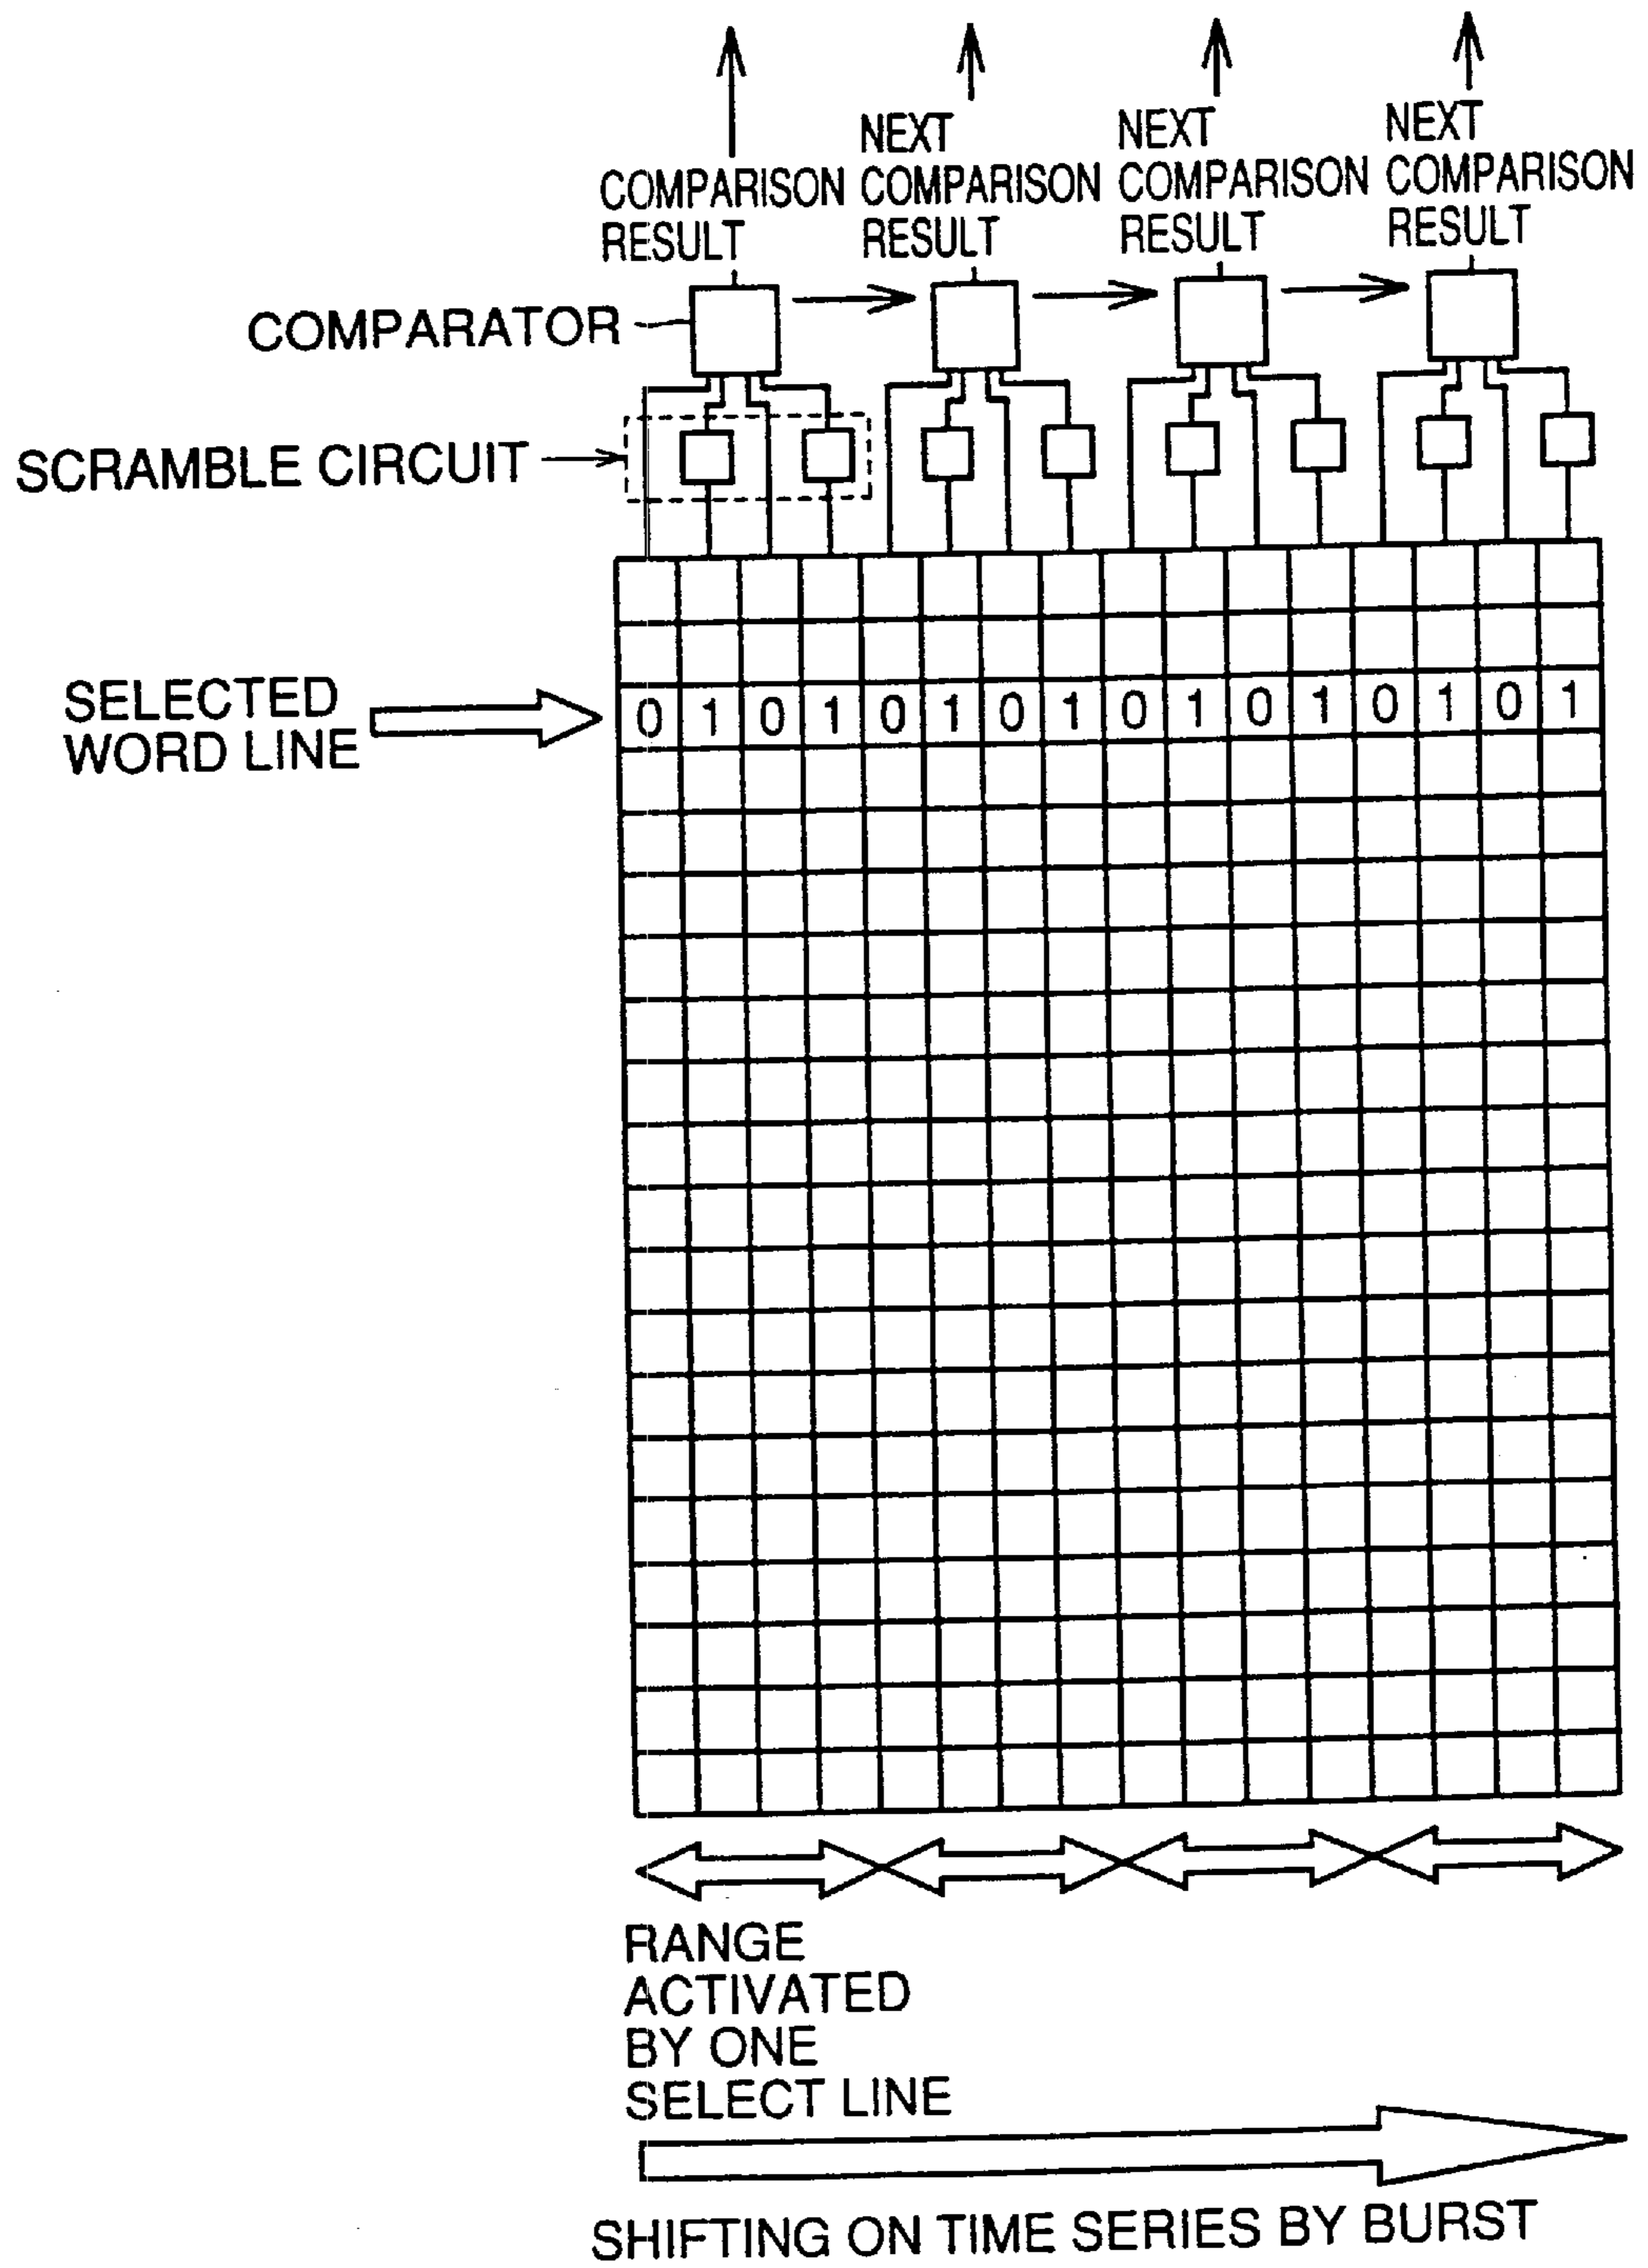 COMPARISON
RESULT
NEXT
COMPARISON
RESULT
NEXT
COMPARISON
RESULT
NEXT
COMPARISON
RESULT
COMPARATOR
SCRAMBLE CIRCUIT
SELECTED
WORD LINE
0 1 0 1 0 1 0 1 0 1 0 1 0 1 0 1
RANGE
ACTIVATED
BY ONE
SELECT LINE
SHIFTING ON TIME SERIES BY BURST